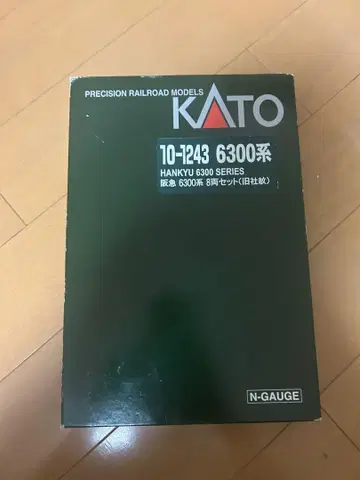 PRECISION RAILROAD MODELS
KATO
10-1243 6300系
HANKYU 6300 SERIES
阪急 6300系 8両セット(旧社紋)
N-GAUGE